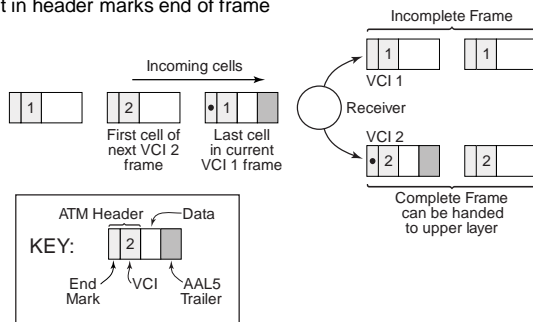 t in header marks end of frame
Incomplete Frame
Incoming cells
1
2
1
First cell of
next VCI 2
frame
Last cell
in current
VCI 1 frame
1
1
VCI 1
Receiver
VCI 2
2
2
Complete Frame
can be handed
to upper layer
ATM Header
Data
KEY:
2
End
Mark
VCI
AAL5
Trailer